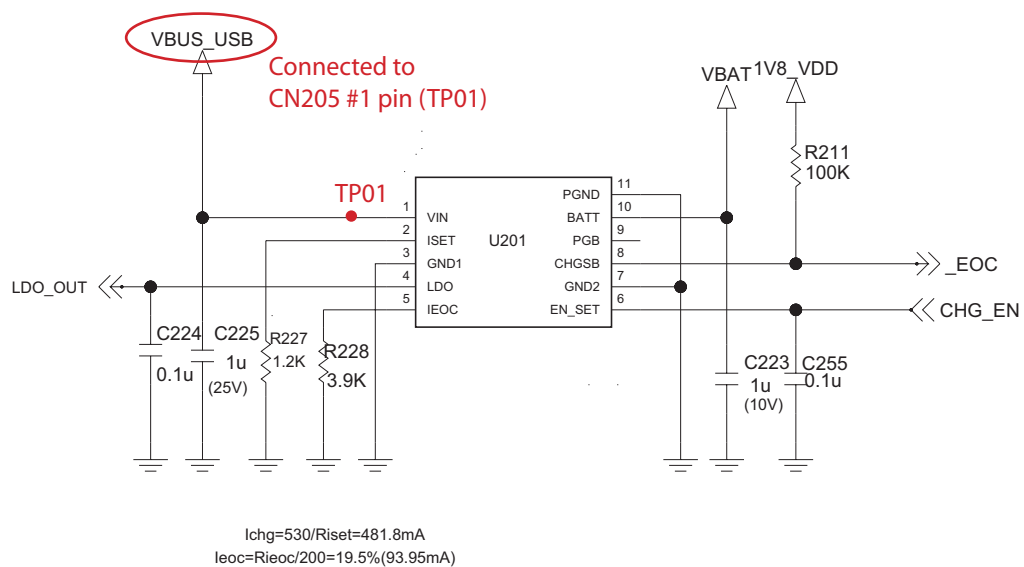 VBUS_USB
Connected to
CN205 #1 pin (TP01)
VBAT
1V8_VDD
R211
100K
TP01
U201
1
VIN
2
ISET
3
GND1
4
LDO
5
IEOC
PGND
11
BATT
10
PGB
9
CHGSB
8
GND2
7
EN_SET
6
_EOC
CHG_EN
LDO_OUT
C224
0.1u
C225
1u
(25V)
R227
1.2K
R228
3.9K
C223
1u
(10V)
C255
0.1u
Ichg=530/Riset=481.8mA
Ieoc=Rieoc/200=19.5%(93.95mA)